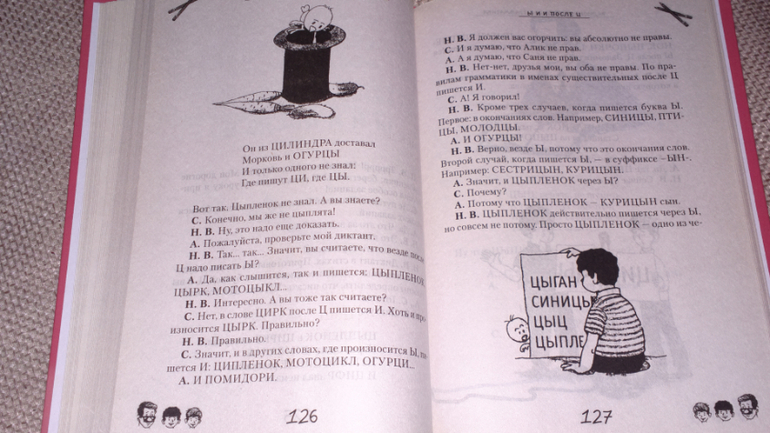 Он из ЦИЛИНДРА доставал
Морковь и ОГУРЦЫ
И только одного не знал:
Где пишут ЦИ, где ЦЫ.
Вот так. Цыпленок не знал. А вы знаете?
С. Конечно, мы же не цыплята!
Н. В. Ну, это надо еще доказать.
А. Пожалуйста, проверьте мой диктант.
Н. В. Так... так... Значит, вы считаете, что везде после
Ц надо писать Ы?
А. Да, как слышится, так и пишется: ЦЫПЛЕНОК,
ЦЫРК, МОТОЦЫКЛ...
Н. В. Интересно. А вы тоже так считаете?
С. Нет, в слове ЦИРК после Ц пишется И. Хоть и про-
износится ЦЫРК. Правильно?
Н. В. Правильно.
С. Значит, и в других словах, где произносится Ы, пи-
шется И: ЦИПЛЕНОК, МОТОЦИКЛ, ОГУРЦИ...
А. И ПОМИДОРИ.
126
Ы И И ПОСЛЕ Ц
Н. В. Я должен вас огорчить: вы абсолютно не правы.
С. И я думаю, что Алик не прав.
А. А я думаю, что Саня не прав.
Н. В. Нет-нет, друзья мои, вы оба не правы. По пра-
вилам грамматики в именах существительных после Ц
пишется И.
С. А! Я говорил!
Н. В. Кроме трех случаев, когда пишется буква Ы.
Первое: в окончаниях слов. Например, СИНИЦЫ, ПТИ-
ЦЫ, МОЛОДЦЫ.
А. И ОГУРЦЫ!
Н. В. Верно, везде Ы, потому что это окончания слов.
Второй случай, когда пишется Ы, — в суффиксе -ЫН-.
Например: СЕСТРИЦЫН, КУРИЦЫН.
А. Значит, и ЦЫПЛЕНОК через Ы?
С. Почему?
А. Потому что ЦЫПЛЕНОК — КУРИЦЫН сын.
Н. В. ЦЫПЛЕНОК действительно пишется через Ы,
но совсем не потому. Просто ЦЫПЛЕНОК — одно из че-
ЦЫГАН
СИНИЦЫ
ЦЫЦ
ЦЫПЛЕ
127